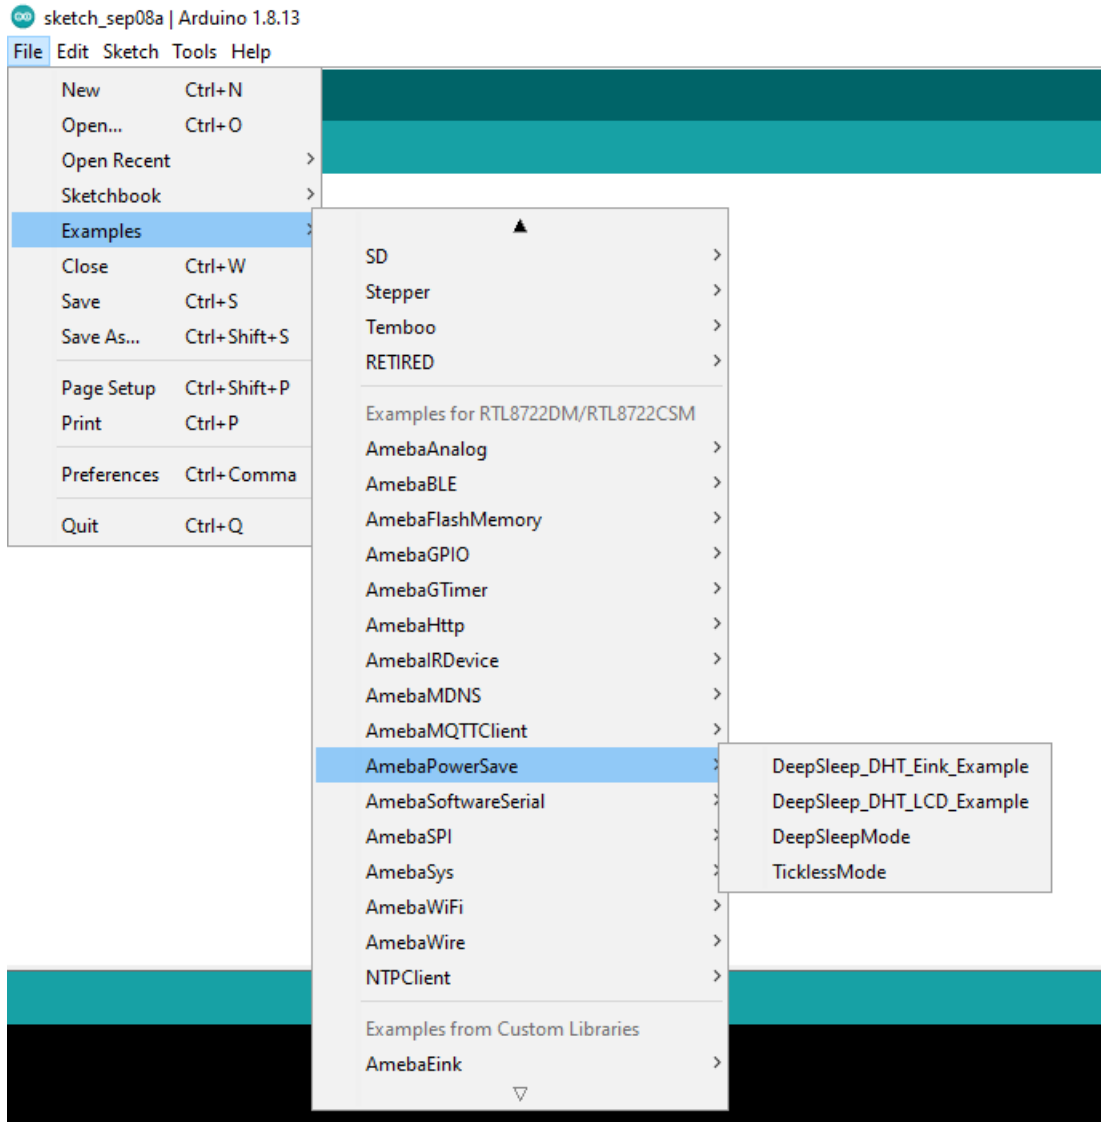 sketch_sep08a | Arduino 1.8.13
File Edit Sketch Tools Help
New Ctrl+N
Open... Ctrl+O
Open Recent
Sketchbook
Examples
Close Ctrl+W
Save Ctrl+S
Save As... Ctrl+Shift+S
Page Setup Ctrl+Shift+P
Print Ctrl+P
Preferences Ctrl+Comma
Quit Ctrl+Q
SD
Stepper
Temboo
RETIRED
Examples for RTL8722DM/RTL8722CSM
AmebaAnalog
AmebaBLE
AmebaFlashMemory
AmebaGPIO
AmebaGTimer
AmebaHttp
AmebaIRDevice
AmebaMDNS
AmebaMQTTClient
AmebaPowerSave
AmebaSoftwareSerial
AmebaSPI
AmebaSys
AmebaWiFi
AmebaWire
NTPClient
Examples from Custom Libraries
AmebaEink
DeepSleep_DHT_Eink_Example
DeepSleep_DHT_LCD_Example
DeepSleepMode
TicklessMode